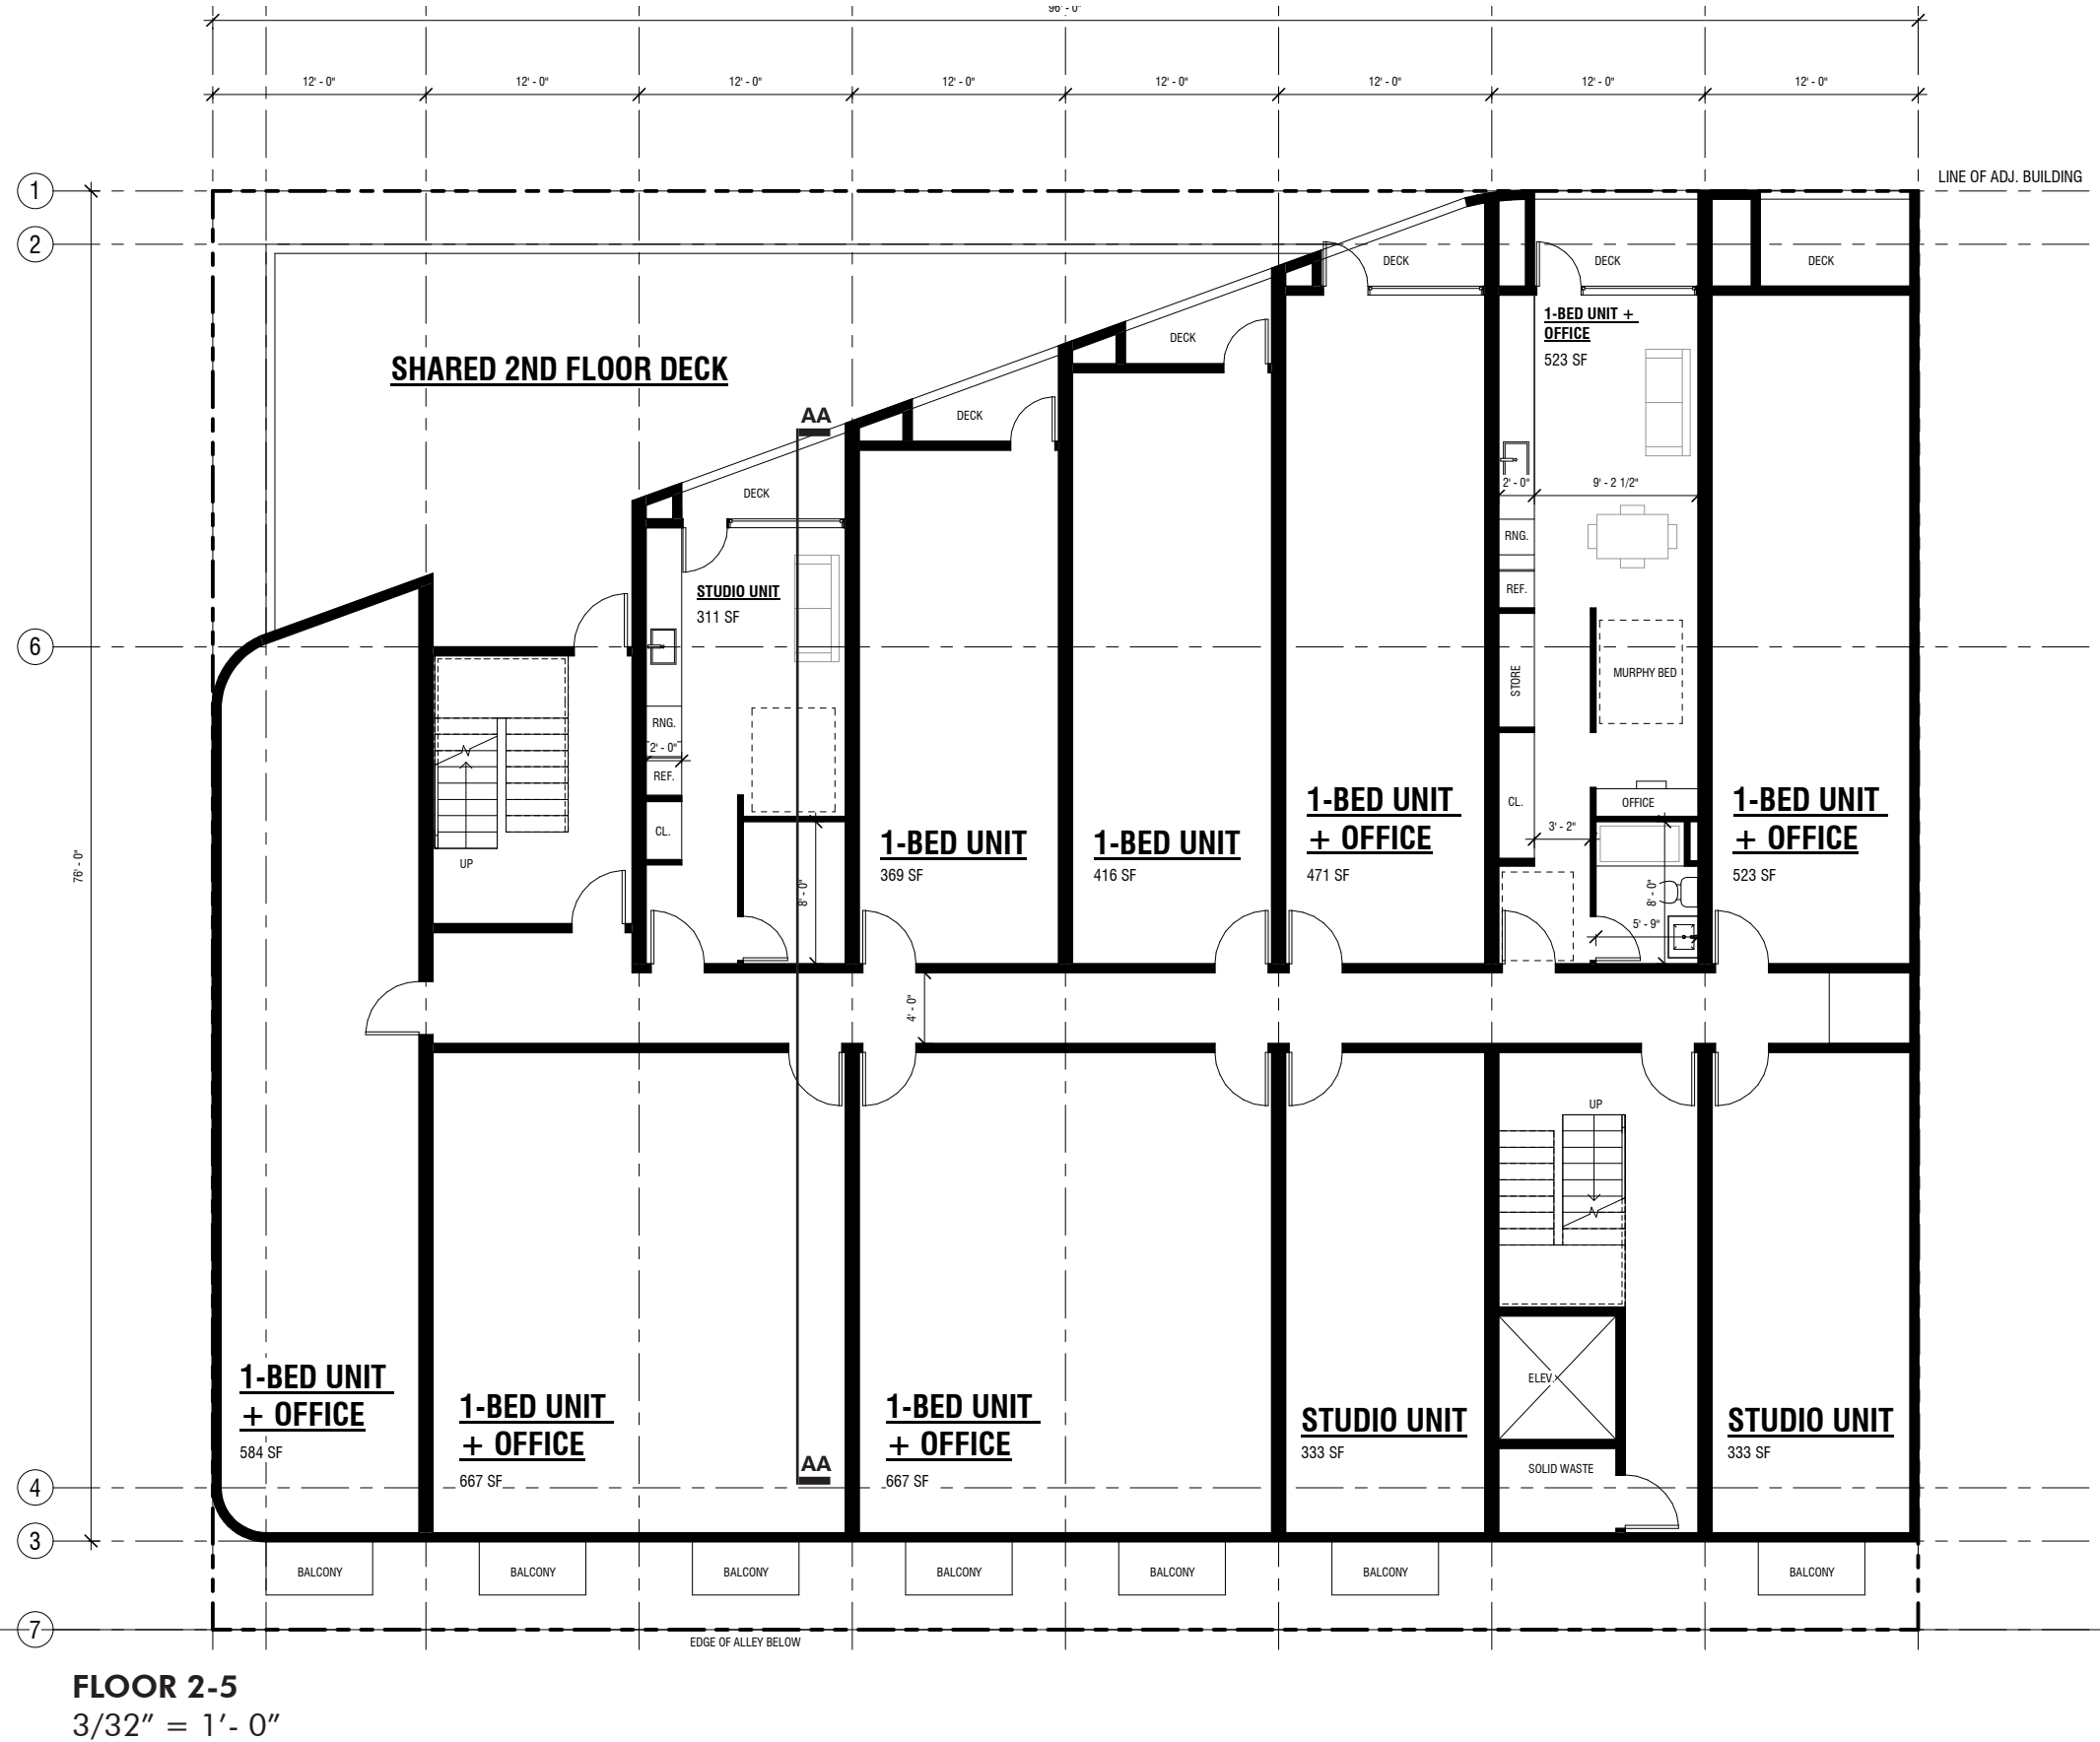 96' - 0"
12' - 0" 12' - 0" 12' - 0" 12' - 0" 12' - 0" 12' - 0" 12' - 0" 12' - 0"
1
LINE OF ADJ. BUILDING
2
DECK DECK DECK
1-BED UNIT +
OFFICE
523 SF
DECK
SHARED 2ND FLOOR DECK
AA
DECK
DECK
2' - 0" 9' - 2 1/2"
RNG.
REF.
STUDIO UNIT
311 SF
6
STORE
MURPHY BED
RNG.
2' - 0"
REF.
CL.
CL.
OFFICE
3' - 2"
8' - 0"
8' - 0"
5' - 9"
UP
76' - 0"
1-BED UNIT
369 SF
1-BED UNIT
416 SF
1-BED UNIT
+ OFFICE
471 SF
1-BED UNIT
+ OFFICE
523 SF
4' - 0"
UP
ELEV.
SOLID WASTE
1-BED UNIT
+ OFFICE
584 SF
1-BED UNIT
+ OFFICE
667 SF
AA
1-BED UNIT
+ OFFICE
667 SF
STUDIO UNIT
333 SF
STUDIO UNIT
333 SF
4
3
BALCONY BALCONY BALCONY BALCONY BALCONY BALCONY BALCONY
7
EDGE OF ALLEY BELOW
FLOOR 2-5
3/32" = 1'- 0"